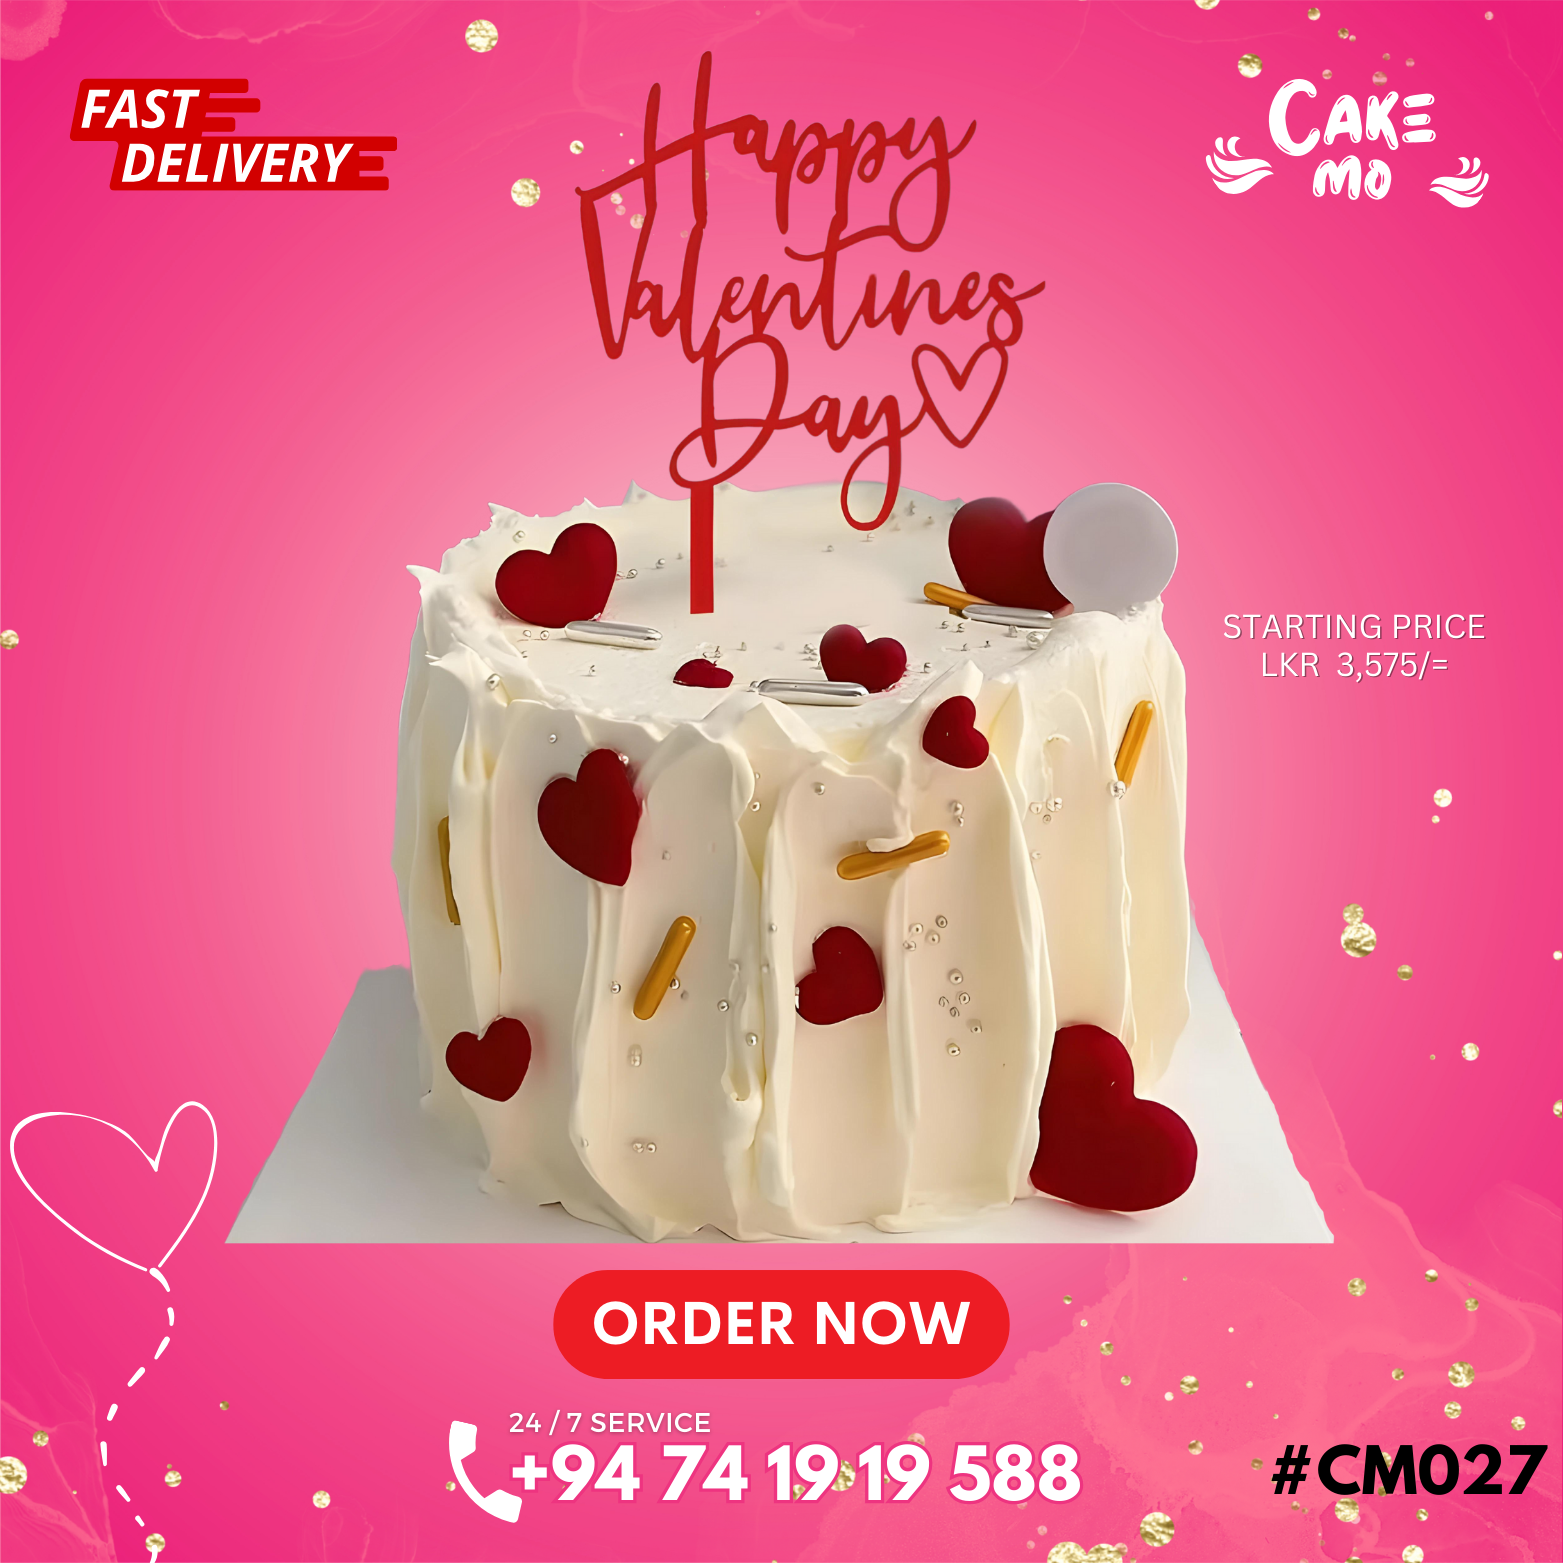 FAST
DELIVERY
CAKE
MO
Happy
Valentines
Day
STARTING PRICE
LKR 3,575/=
ORDER NOW
24 / 7 SERVICE
+94 74 19 19 588
#CM027